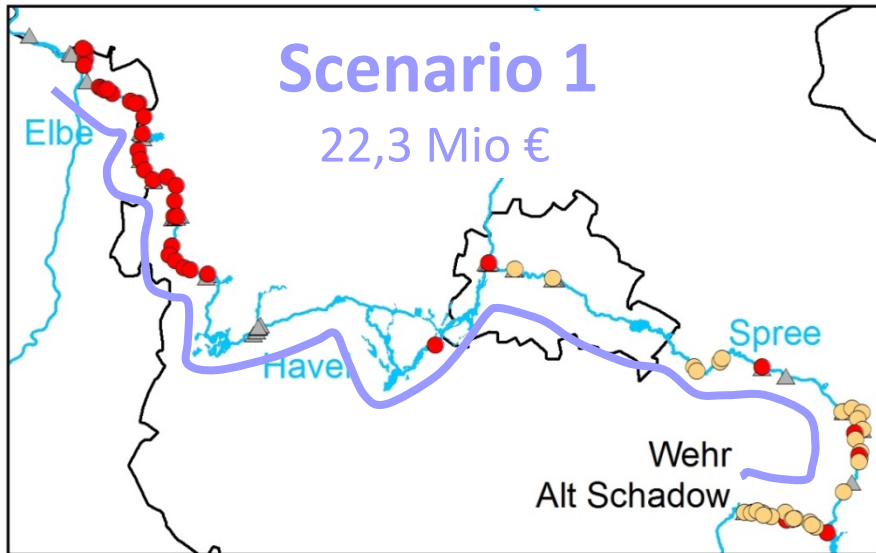 Scenario 1
22,3 Mio €
Elbe
Havel
Spree
Wehr
Alt Schadow